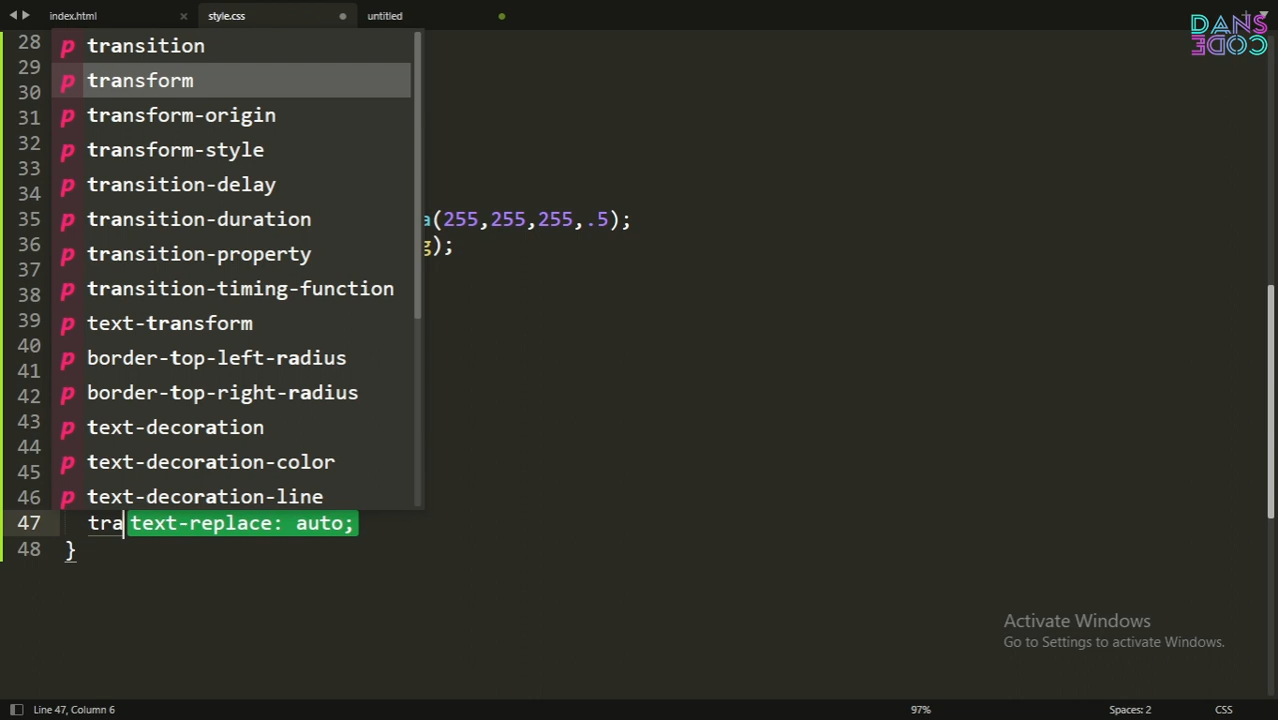 index.html
style.css
untitled
DANS
CODE
28
29
30
31
32
33
34
35
36
37
38
39
40
41
42
43
44
45
46
47
48
p transition
p transform
p transform-origin
p transform-style
p transition-delay
p transition-duration
p transition-property
p transition-timing-function
p text-transform
p border-top-left-radius
p border-top-right-radius
p text-decoration
p text-decoration-color
p text-decoration-line
a(255,255,255,.5);
g);
tra text-replace: auto;
}
Activate Windows
Go to Settings to activate Windows.
Line 47, Column 6
97%
Spaces: 2
CSS